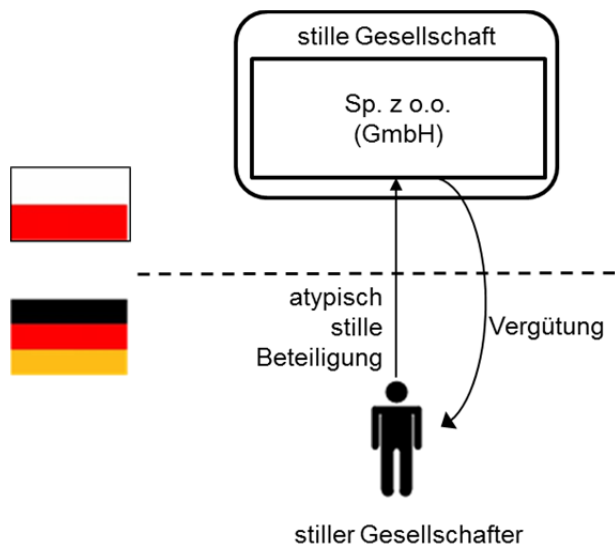 stille Gesellschaft
Sp. z o.o.
(GmbH)
atypisch
stille
Beteiligung
Vergütung
stiller Gesellschafter